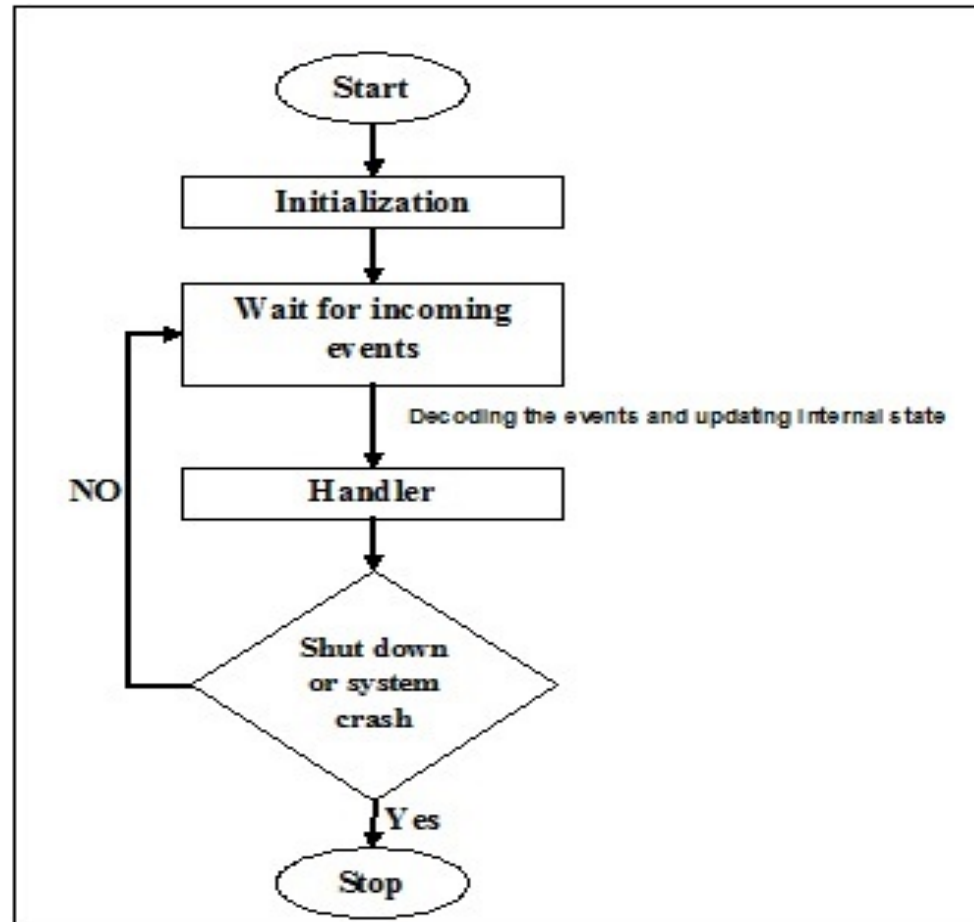 Start
Initialization
Wait for incoming
events
Decoding the events and updating internal state
Handler
NO
Shut down
or system
crash
Yes
Stop